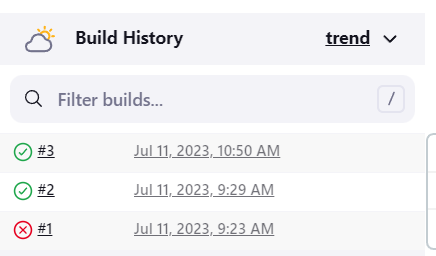 Build History trend
Filter builds... /
#3 Jul 11, 2023, 10:50 AM
#2 Jul 11, 2023, 9:29 AM
#1 Jul 11, 2023, 9:23 AM